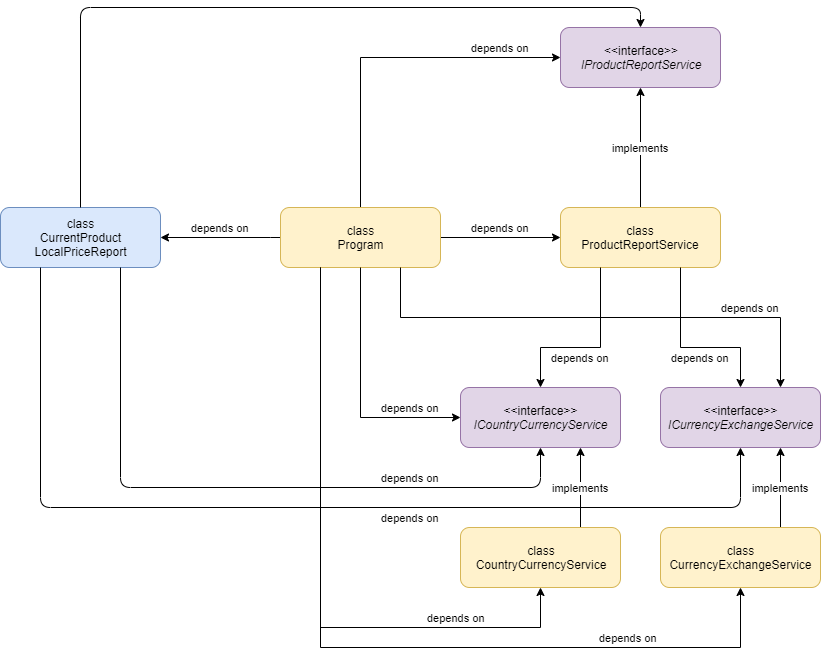 <<interface>>
IProductReportService
depends on
implements
class
CurrentProduct
LocalPriceReport
depends on
class
Program
depends on
class
ProductReportService
depends on
depends on
depends on
depends on
<<interface>>
ICountryCurrencyService
<<interface>>
ICurrencyExchangeService
depends on
implements
implements
depends on
class
CountryCurrencyService
class
CurrencyExchangeService
depends on
depends on